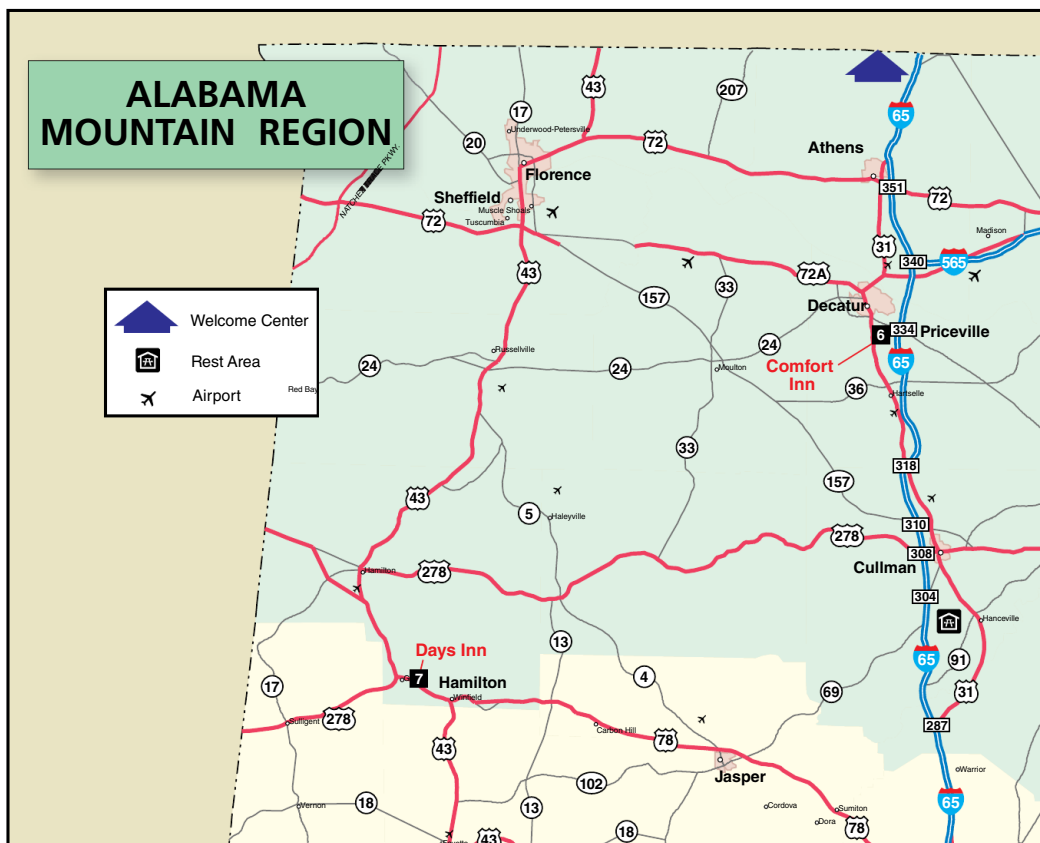 ALABAMA
MOUNTAIN REGION
Welcome Center
Rest Area
Airport
NATCHEZ
PKWY.
17
43
207
65
Underwood-Petersville
20
72
Athens
Florence
351
Sheffield
72
Muscle Shoals
Tuscumbia
72
31
Madison
43
340
565
72A
33
157
Decatur
334
Priceville
6
Russellville
24
24
24
65
Comfort
Inn
Moulton
Red Bay
36
Hartselle
33
318
157
43
5
Haleyville
310
278
308
Cullman
Hamilton
278
304
Hanceville
13
Days Inn
65
91
17
7
Hamilton
4
69
31
Winfield
Sulligent
278
Carbon Hill
287
43
78
Jasper
Warrior
102
Vernon
18
13
Cordova
Sumiton
65
Dora
78
43
18